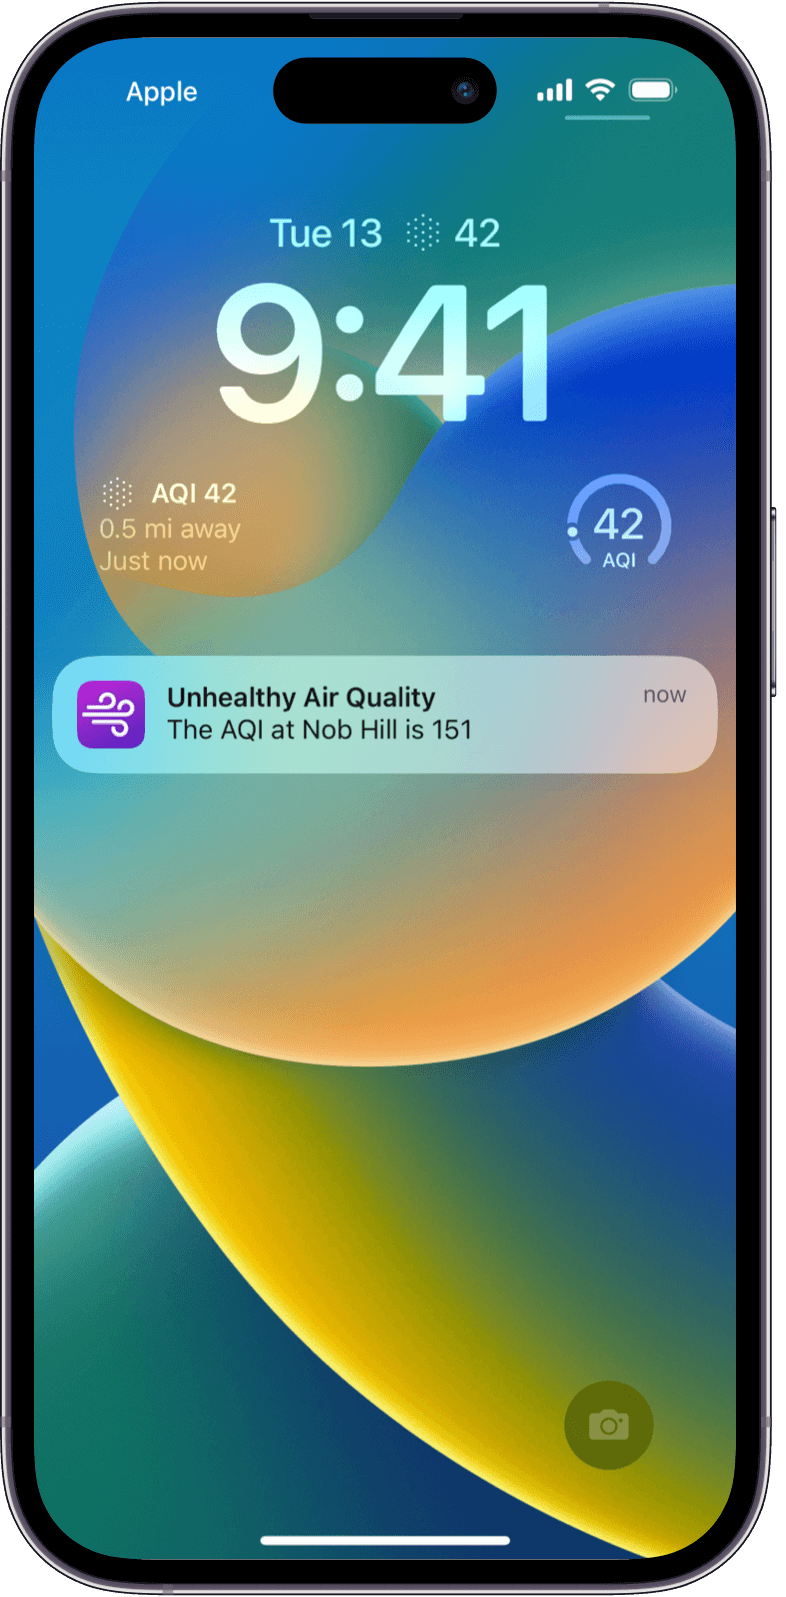 Apple
Tue 13 42
9:41
AQI 42
0.5 mi away
Just now
42
AQI
Unhealthy Air Quality
now
The AQI at Nob Hill is 151